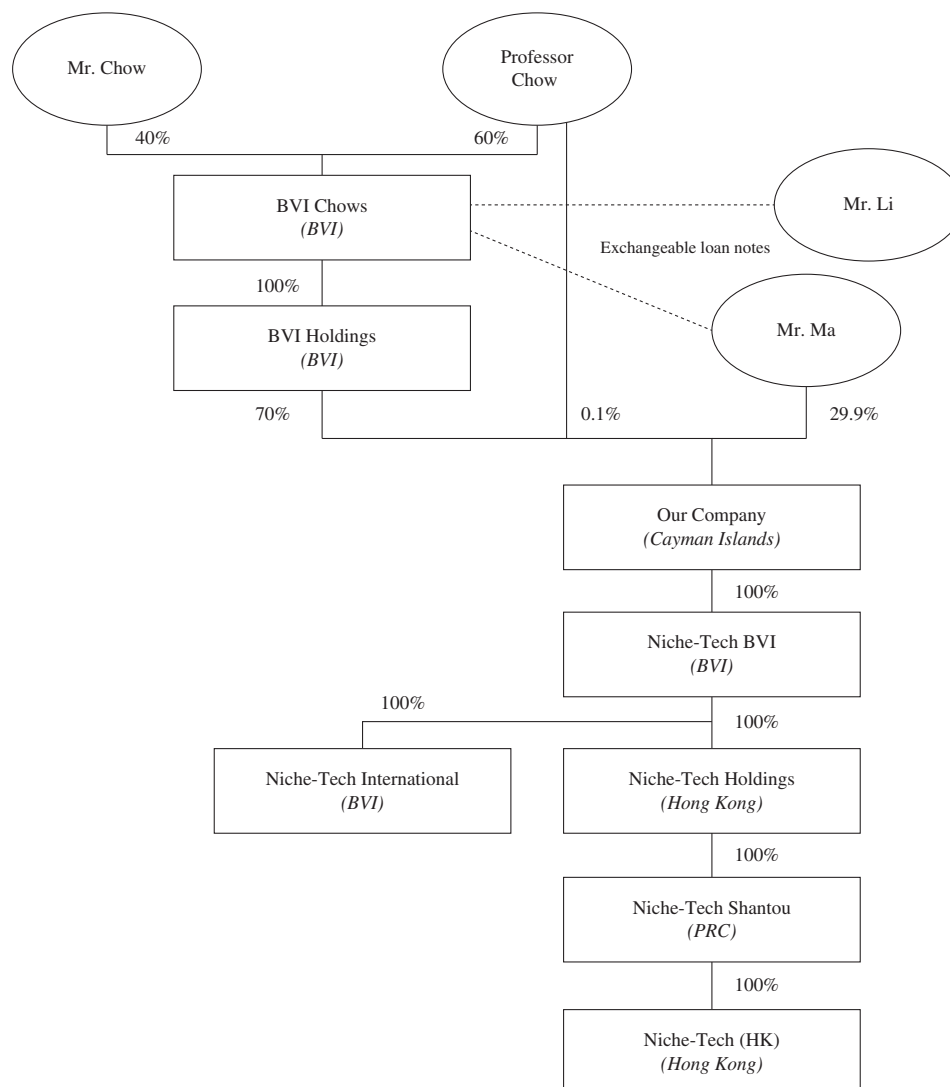 Mr. Chow
Professor
Chow
40%
60%
BVI Chows
(BVI)
Mr. Li
Exchangeable loan notes
100%
BVI Holdings
(BVI)
Mr. Ma
70%
0.1%
29.9%
Our Company
(Cayman Islands)
100%
Niche-Tech BVI
(BVI)
100%
100%
Niche-Tech International
(BVI)
Niche-Tech Holdings
(Hong Kong)
100%
Niche-Tech Shantou
(PRC)
100%
Niche-Tech (HK)
(Hong Kong)